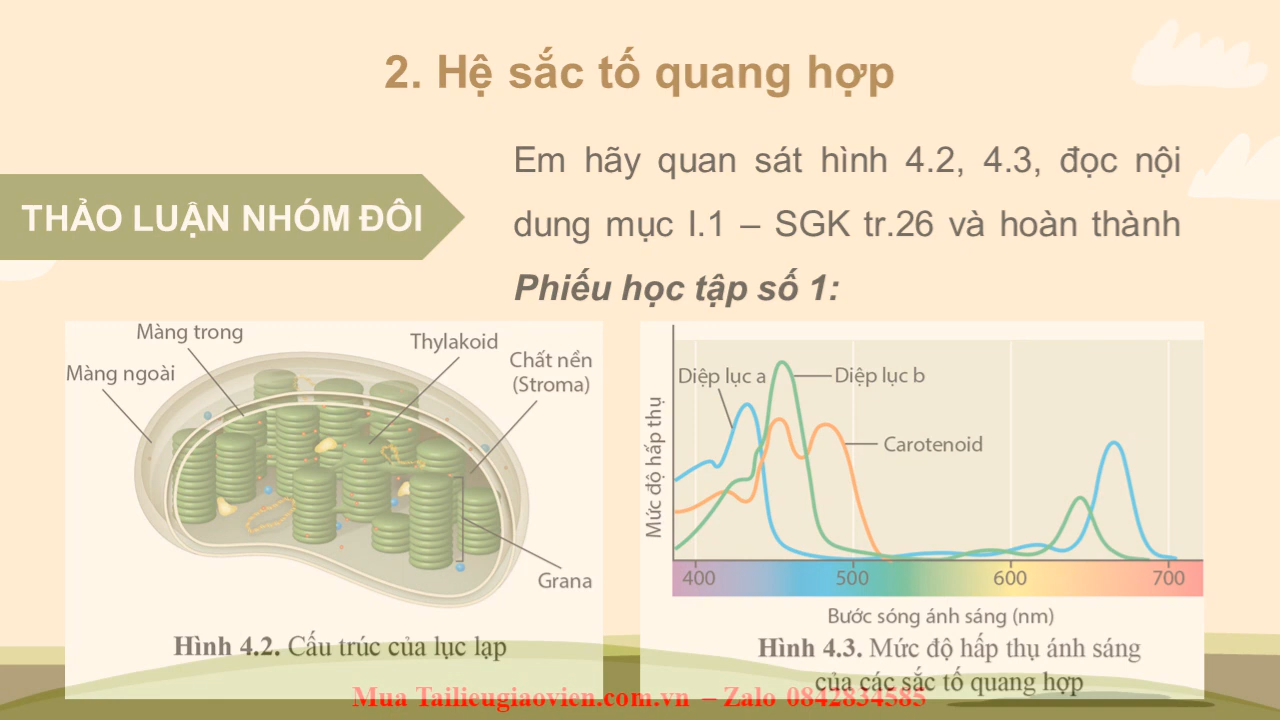 2. Hệ sắc tố quang hợp
THẢO LUẬN NHÓM ĐÔI
Em hãy quan sát hình 4.2, 4.3, đọc nội
dung mục I.1 – SGK tr.26 và hoàn thành
Phiếu học tập số 1:
Màng trong
Màng ngoài
Thylakoid
Chất nền
(Stroma)
Grana
Hình 4.2. Cấu trúc của lục lạp
Mức độ hấp thụ
Diệp lục a
Diệp lục b
Carotenoid
400 500 600 700
Bước sóng ánh sáng (nm)
Hình 4.3. Mức độ hấp thụ ánh sáng
của các sắc tố quang hợp
Mua Tailieugiaovien.com.vn – Zalo 0842834585